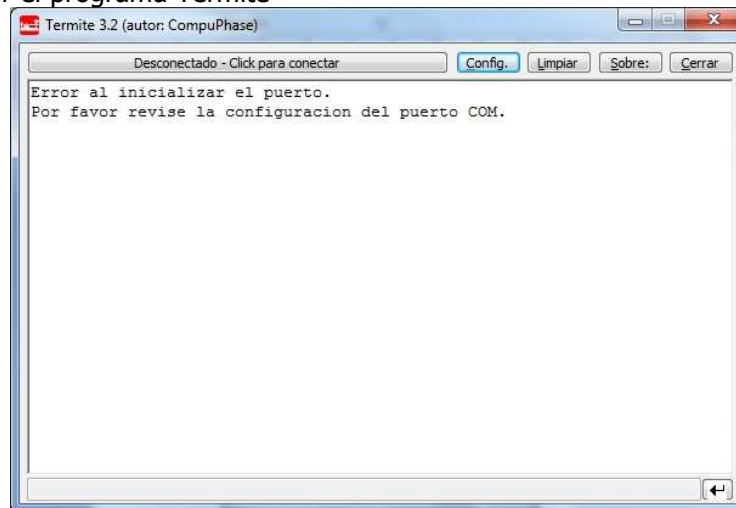 el programa Termite
Termite 3.2 (autor: CompuPhase)
Desconectado - Click para conectar Config. Limpiar Sobre: Cerrar
Error al inicializar el puerto.
Por favor revise la configuracion del puerto COM.